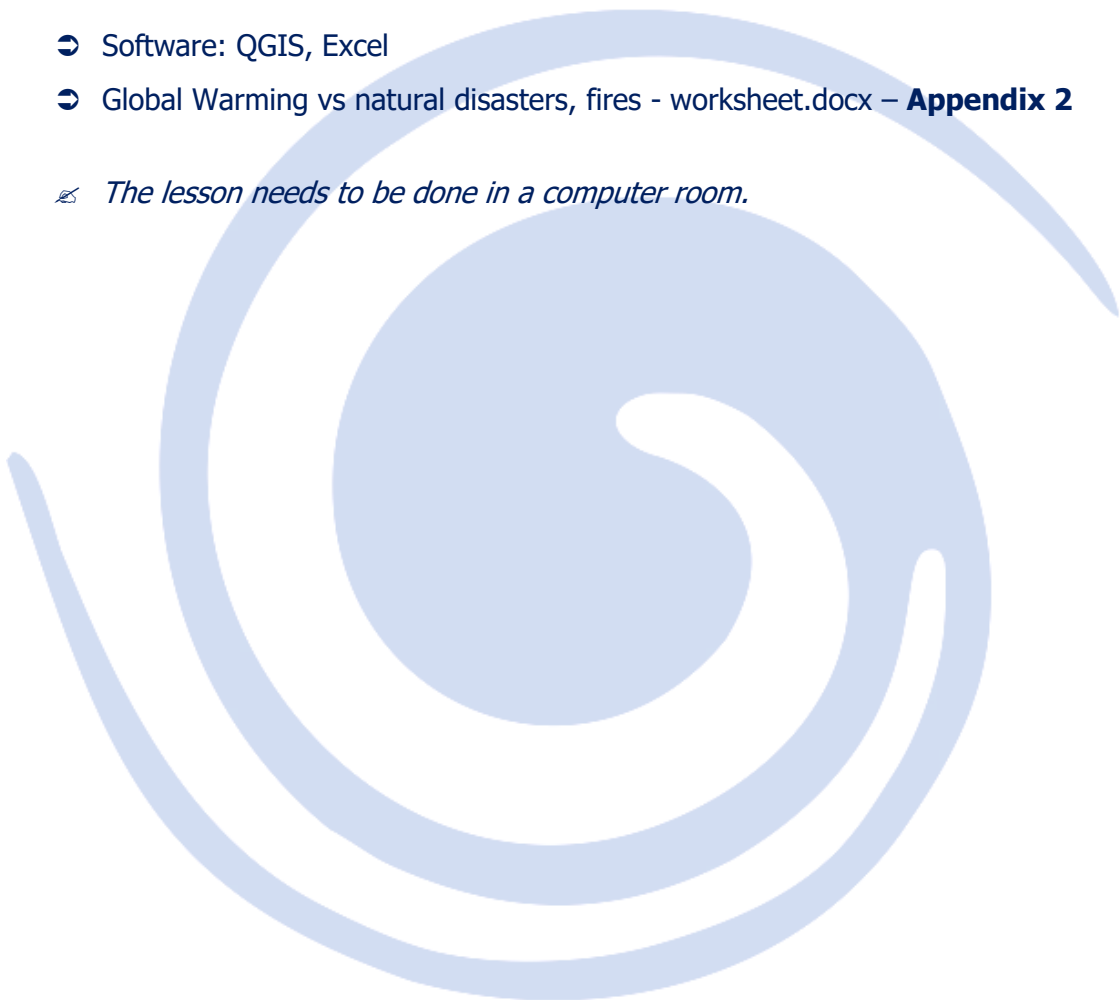 ➲ Software: QGIS, Excel
➲ Global Warming vs natural disasters, fires - worksheet.docx – Appendix 2
✍ The lesson needs to be done in a computer room.